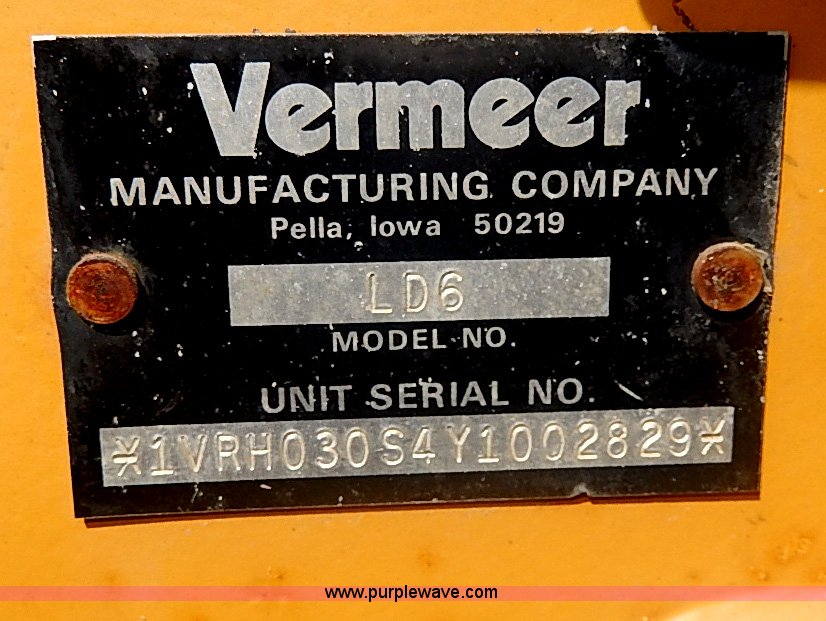 Vermeer
MANUFACTURING COMPANY
Pella, Iowa 50219
LD6
MODEL NO.
UNIT SERIAL NO.
*1VRH030S4Y1002829*
www.purplewave.com